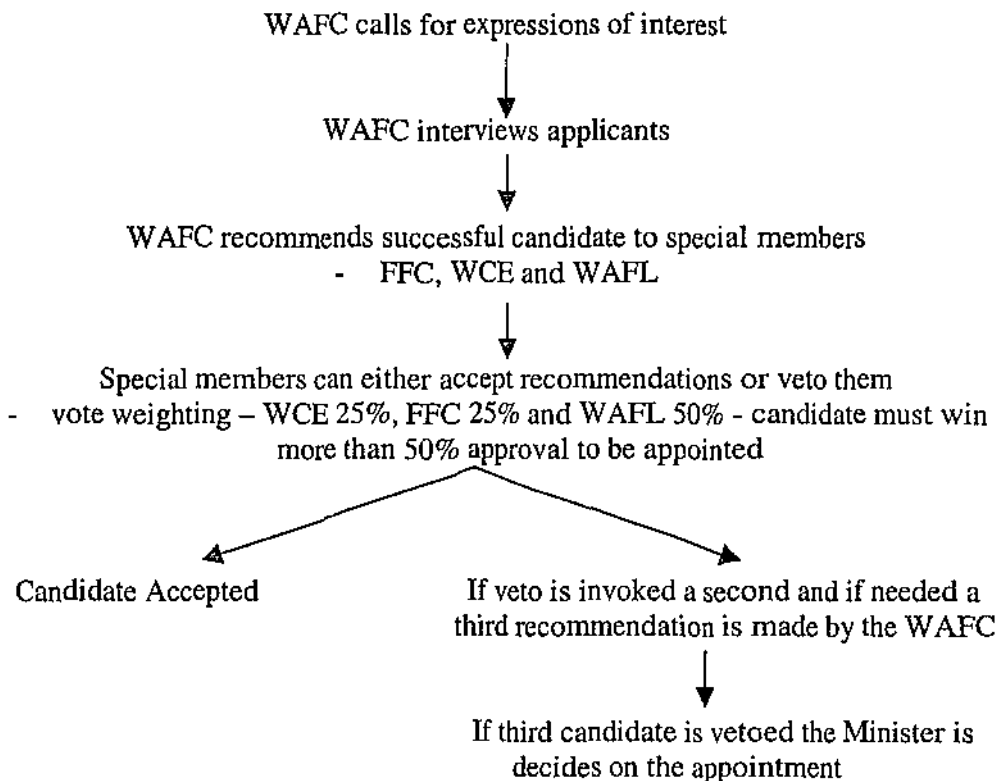 WAFC calls for expressions of interest
WAFC interviews applicants
WAFC recommends successful candidate to special members
- FFC, WCE and WAFL
Special members can either accept recommendations or veto them
- vote weighting – WCE 25%, FFC 25% and WAFL 50% - candidate must win
more than 50% approval to be appointed
Candidate Accepted
If veto is invoked a second and if needed a
third recommendation is made by the WAFC
If third candidate is vetoed the Minister is
decides on the appointment